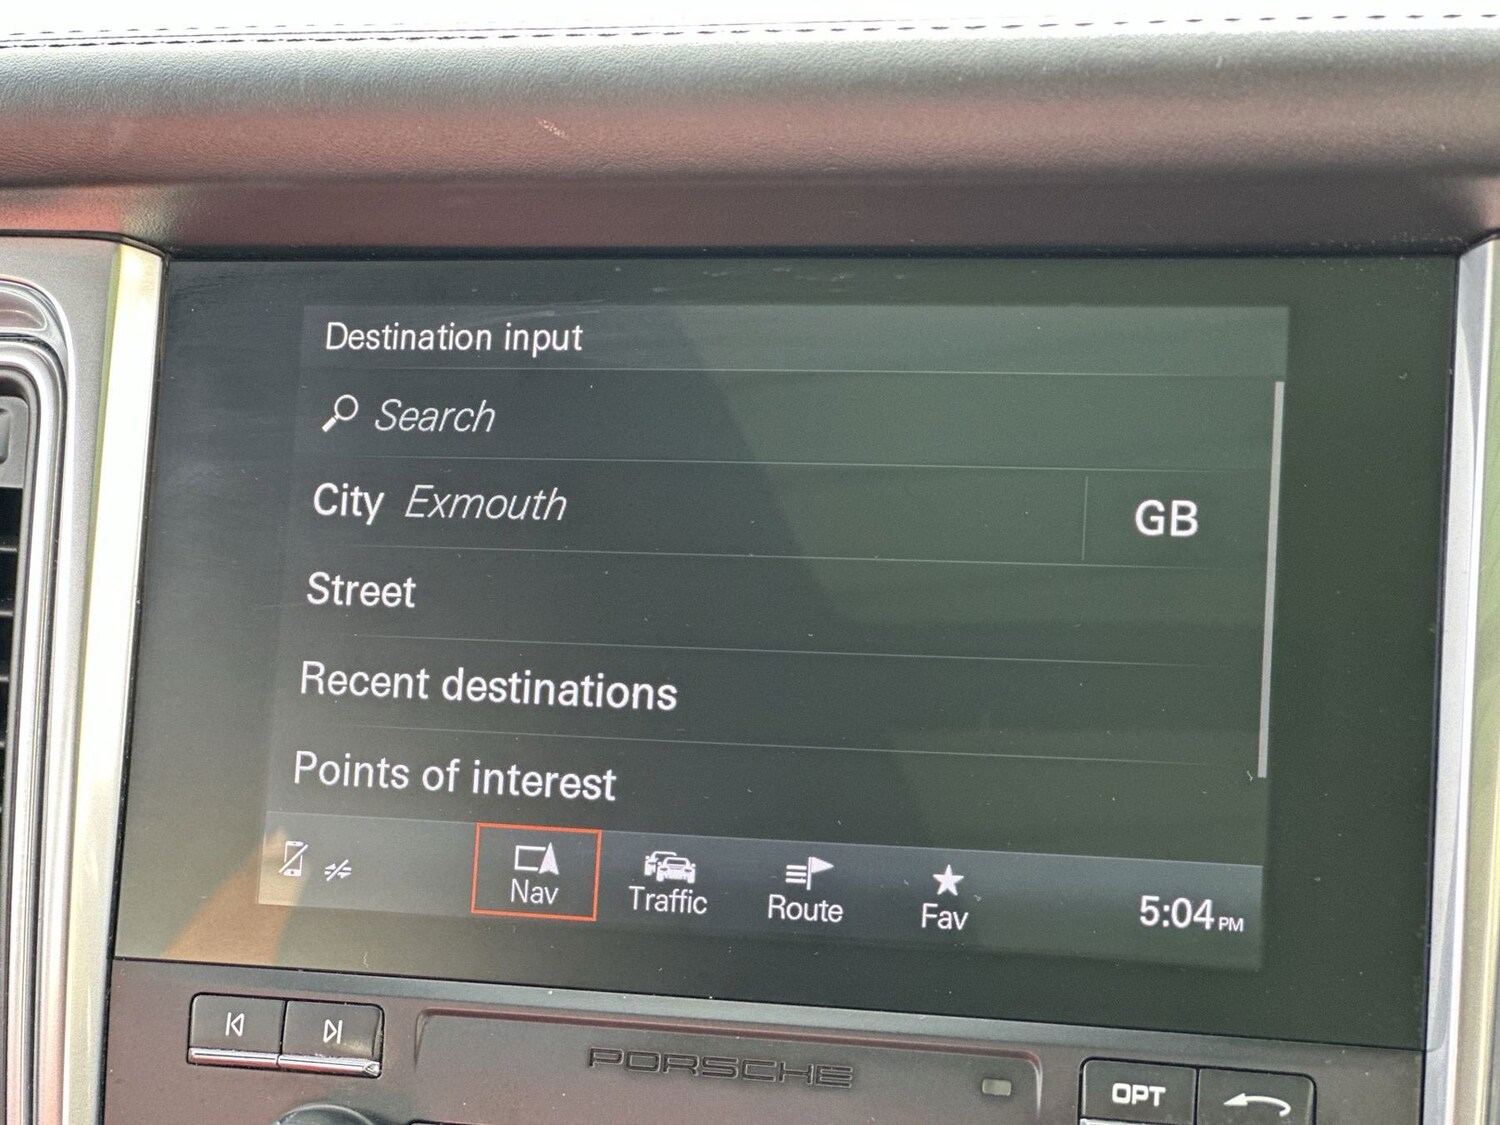 Destination input
Search
City Exmouth GB
Street
Recent destinations
Points of interest
Nav Traffic Route Fav 5:04 PM
PORSCHE
OPT